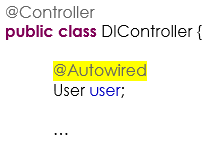 @Controller
public class DIController {
@Autowired
User user;
…